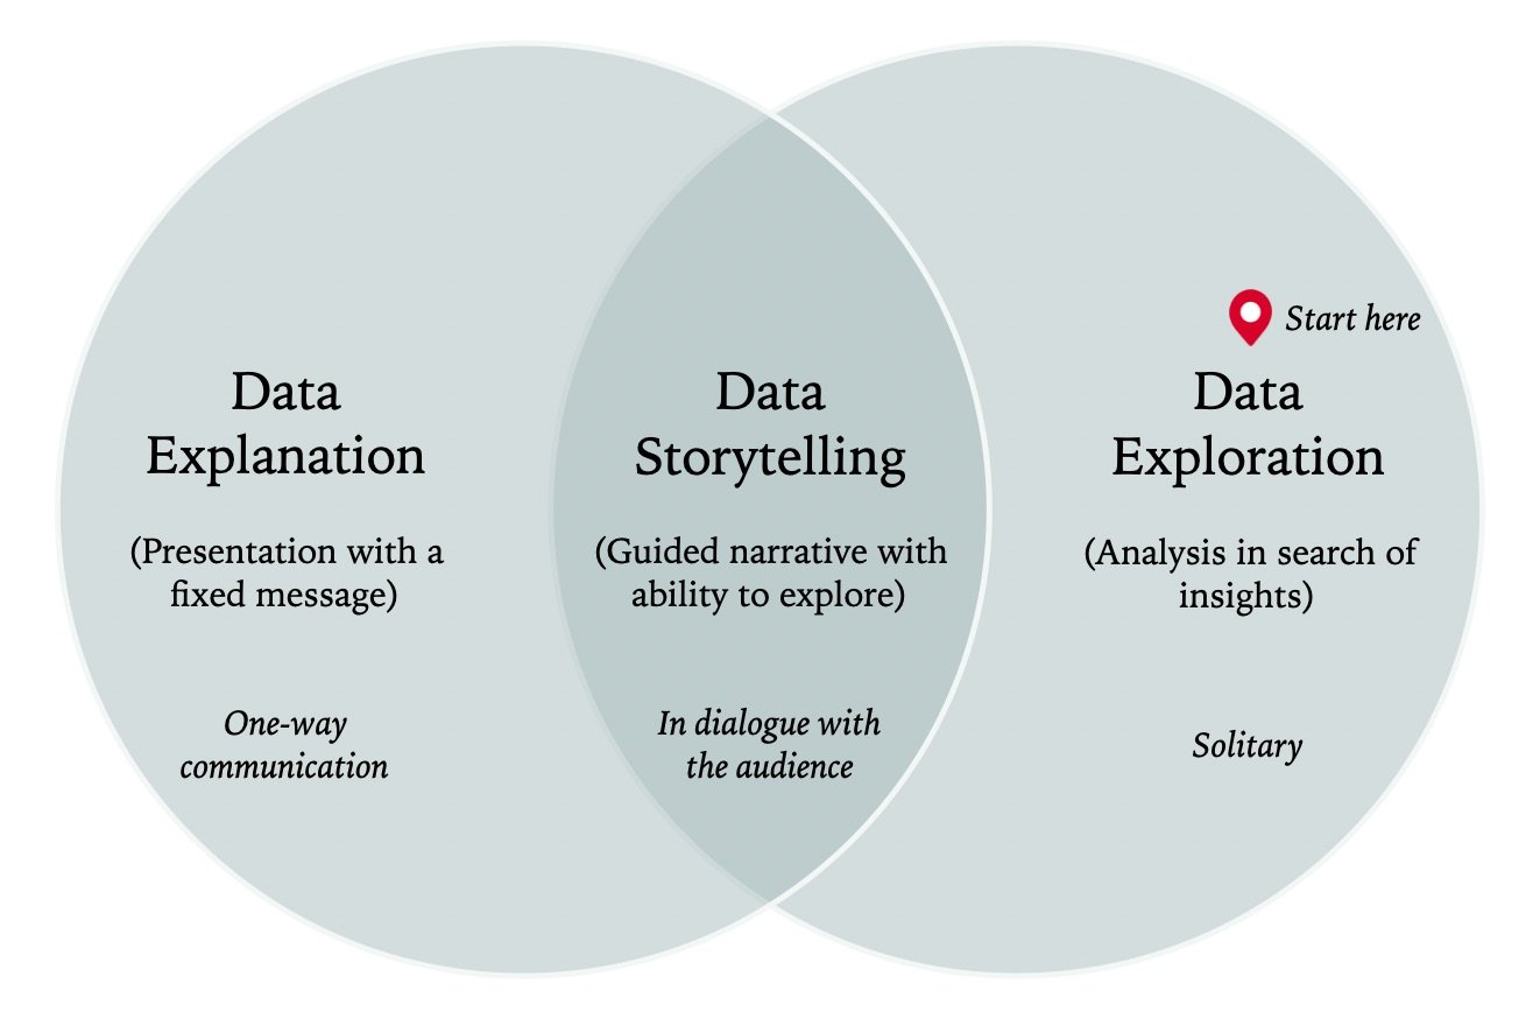 Start here
Data
Explanation
(Presentation with a
fixed message)
One-way
communication
Data
Storytelling
(Guided narrative with
ability to explore)
In dialogue with
the audience
Data
Exploration
(Analysis in search of
insights)
Solitary